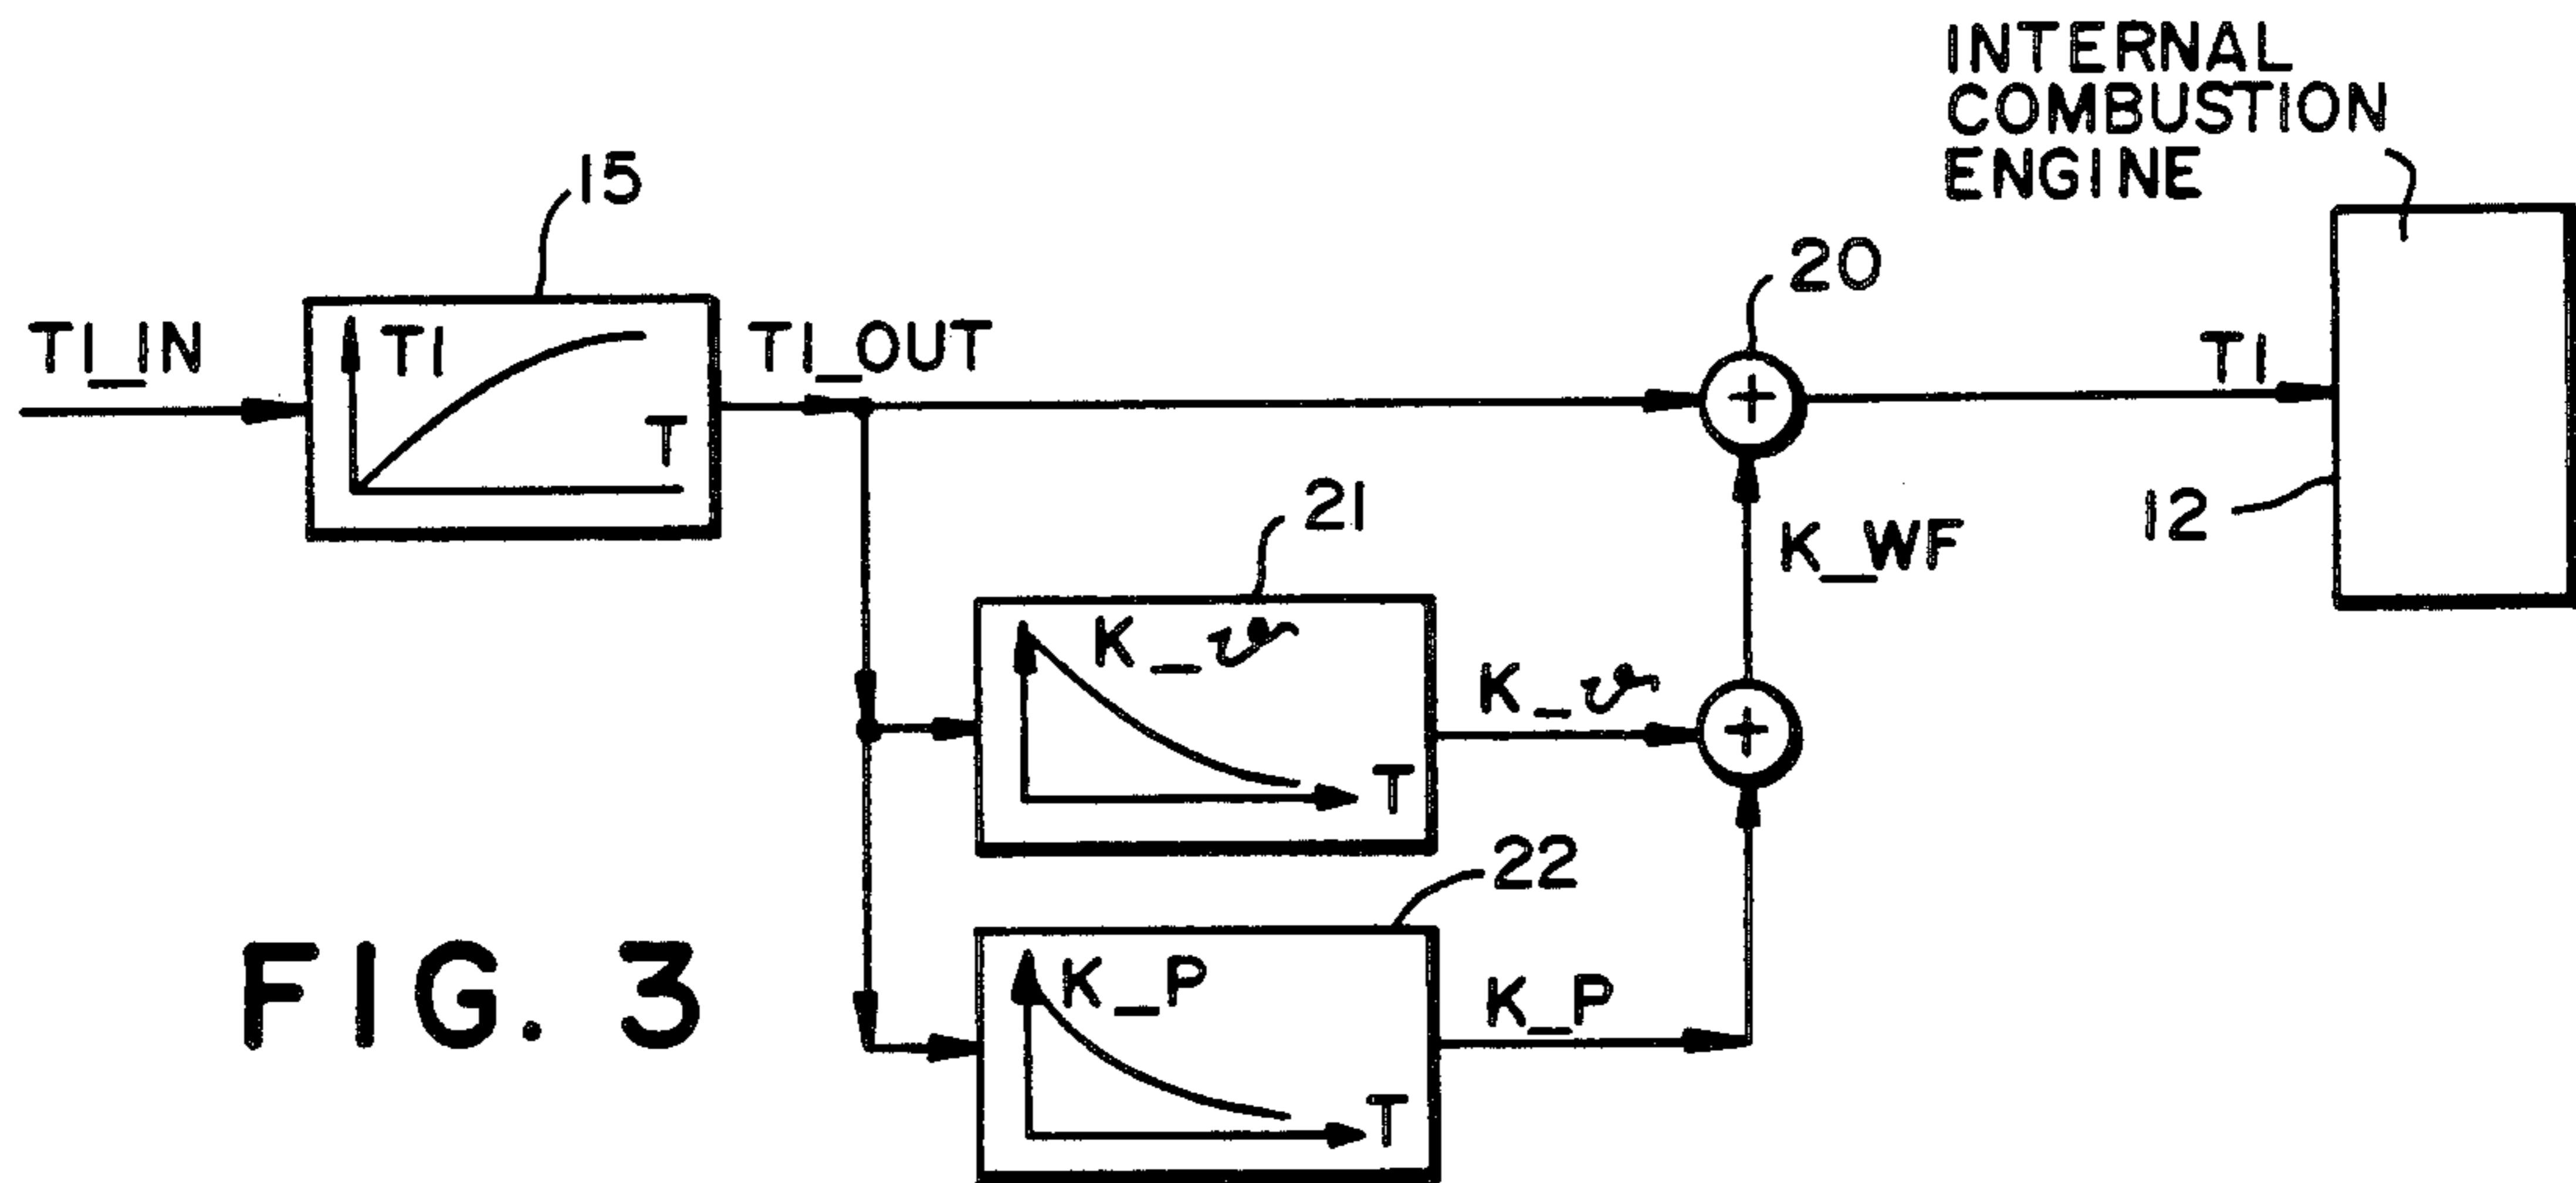 INTERNAL
COMBUSTION
ENGINE
15
20
TI_IN
TI
T
TI_OUT
TI
21
12
K_WF
K_ϑ
T
K_ϑ
22
K_P
T
K_P
FIG. 3
+
+